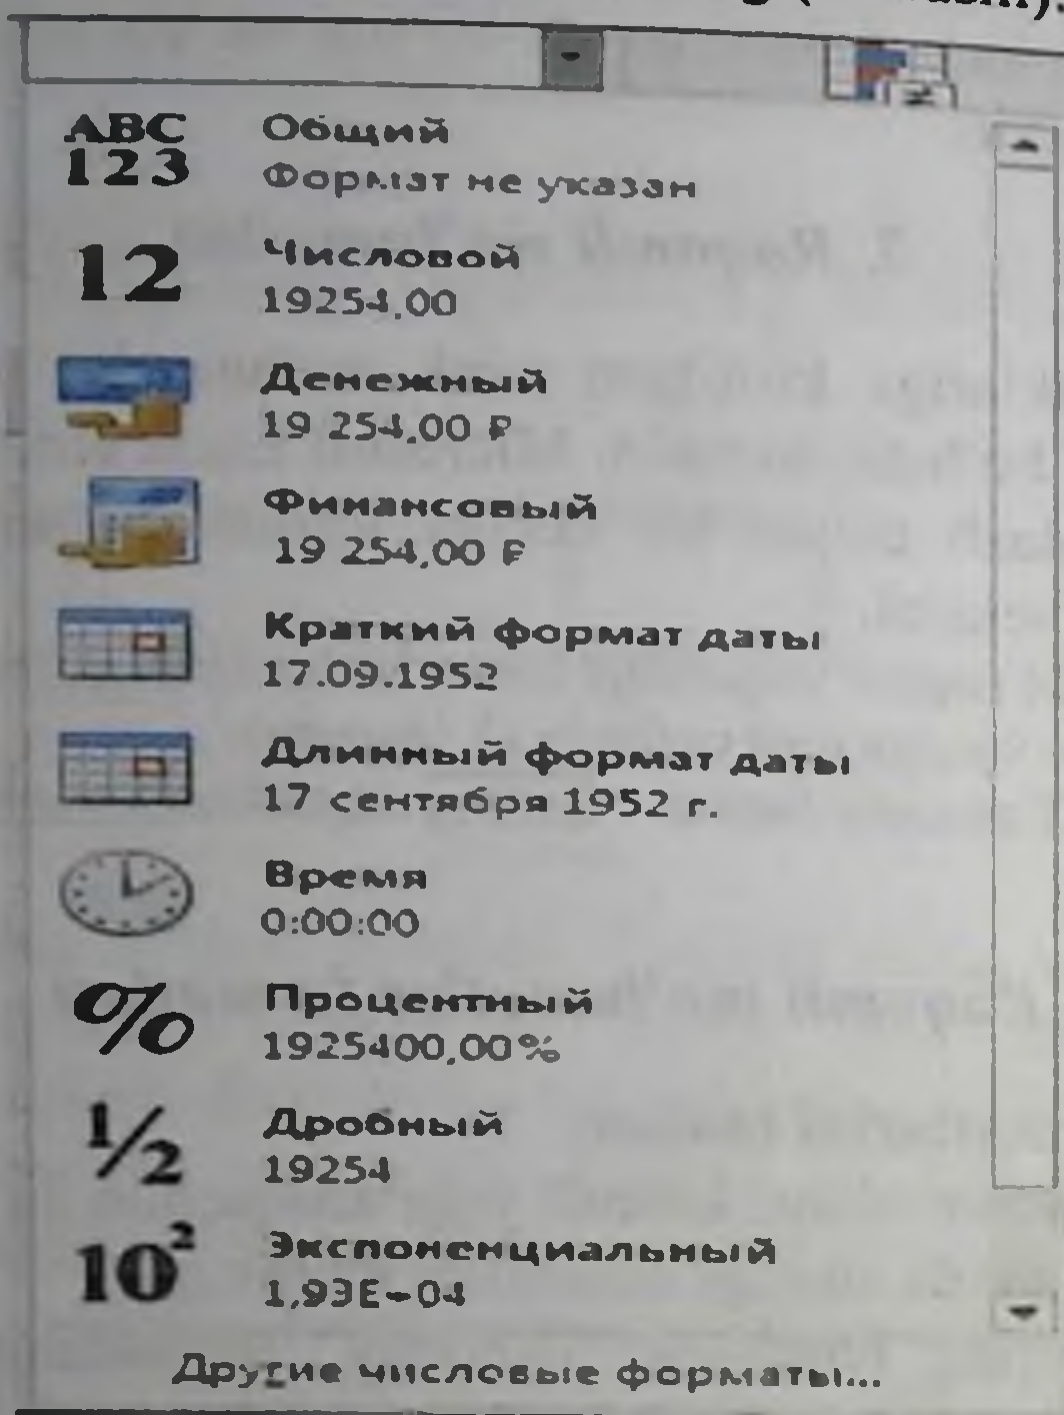 ABC
123
Общий
Формат не указан
12
Числовой
19254,00
Денежный
19 254,00 ₽
Финансовый
19 254,00 ₽
Краткий формат даты
17.09.1952
Длинный формат даты
17 сентября 1952 г.
Время
0:00:00
%
Процентный
1925400,00%
½
Дробный
19254
10²
Экспоненциальный
1,93E+04
Другие числовые форматы...